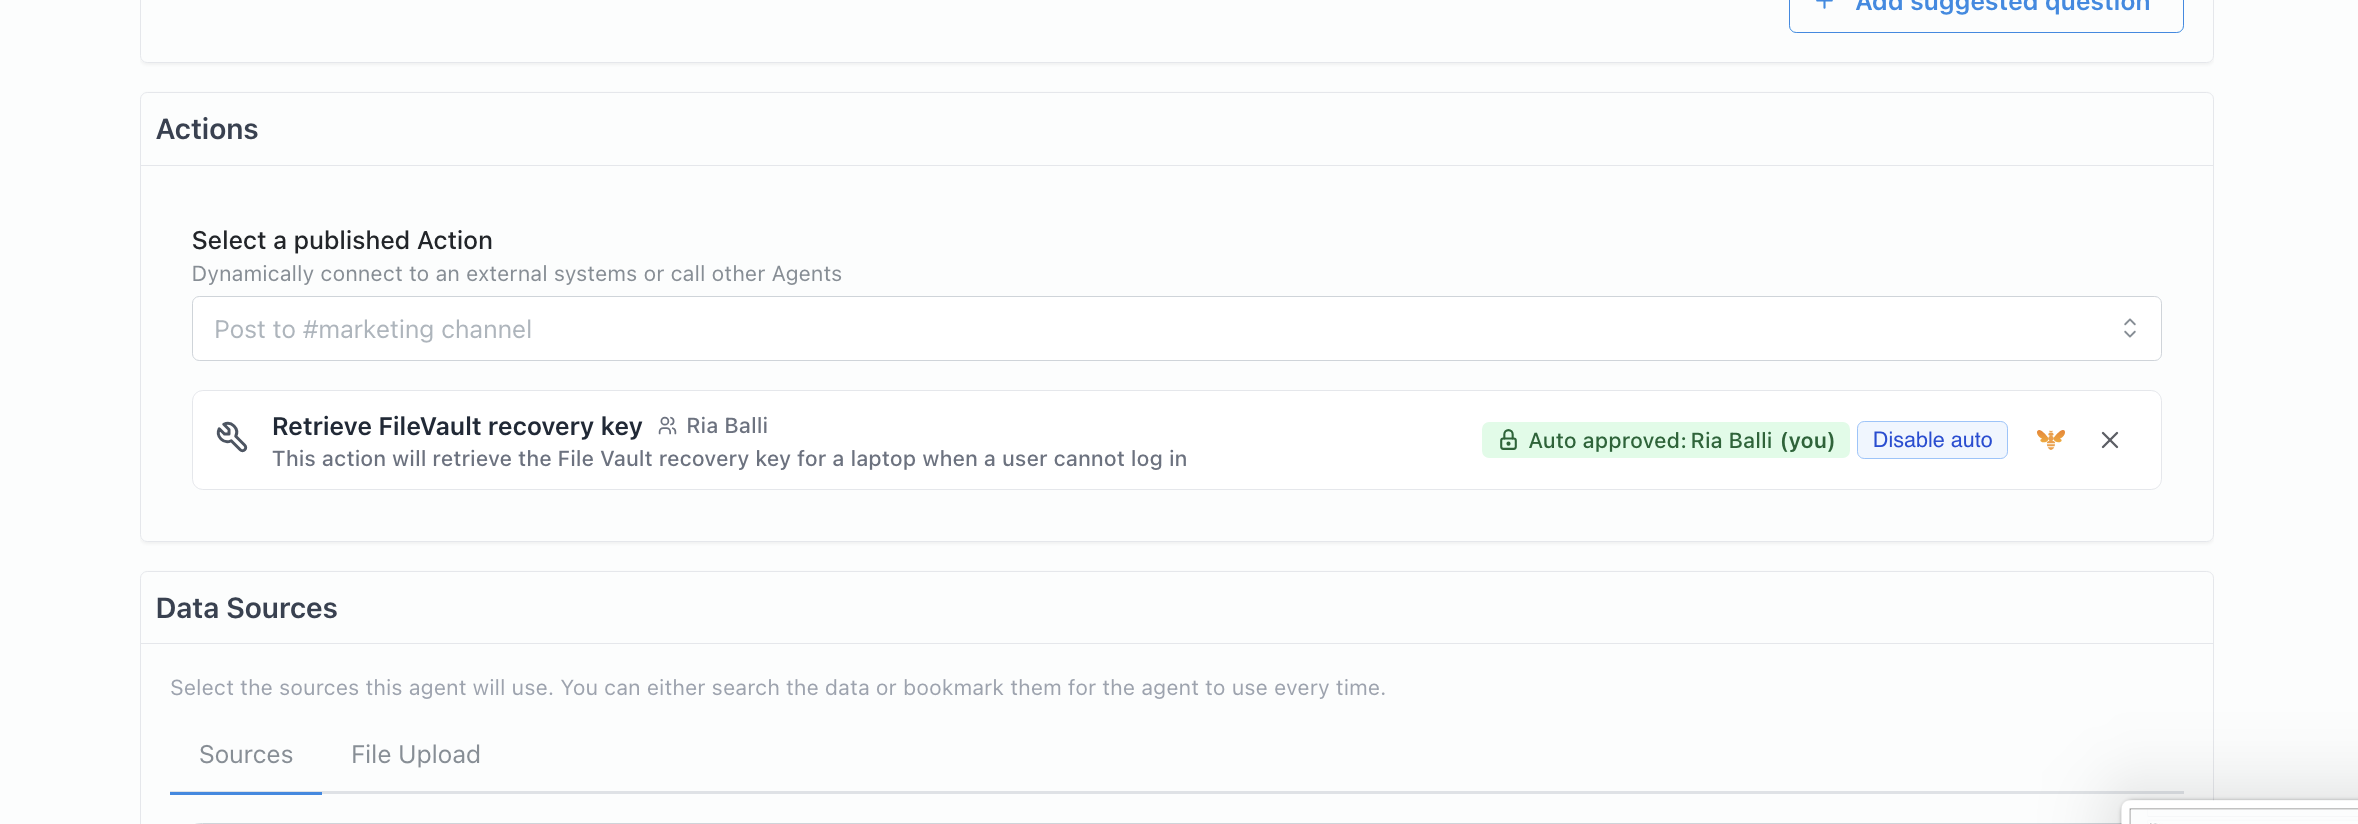 + Add suggested question
Actions
Select a published Action
Dynamically connect to an external systems or call other Agents
Post to #marketing channel
Retrieve FileVault recovery key Ria Balli
This action will retrieve the File Vault recovery key for a laptop when a user cannot log in
Auto approved: Ria Balli (you) Disable auto
Data Sources
Select the sources this agent will use. You can either search the data or bookmark them for the agent to use every time.
Sources File Upload